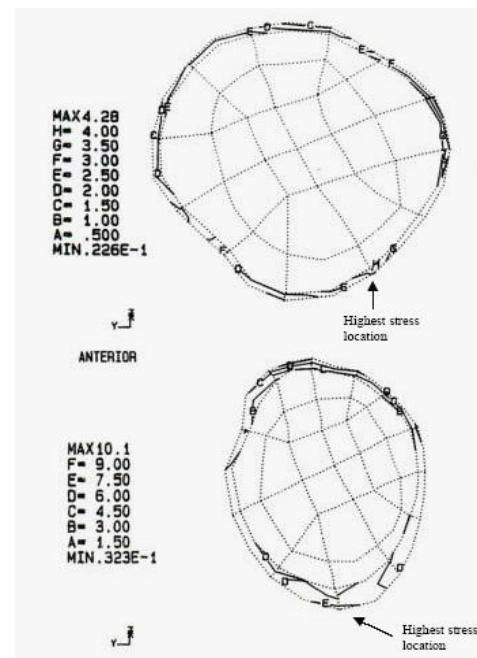 MAX4.28
H= 4.00
G= 3.50
F= 3.00
E= 2.50
D= 2.00
C= 1.50
B= 1.00
A= .500
MIN.226E-1
Y
Highest stress
location
ANTERIOR
MAX10.1
F= 9.00
E= 7.50
D= 6.00
C= 4.50
B= 3.00
A= 1.50
MIN.323E-1
Y
Highest stress
location